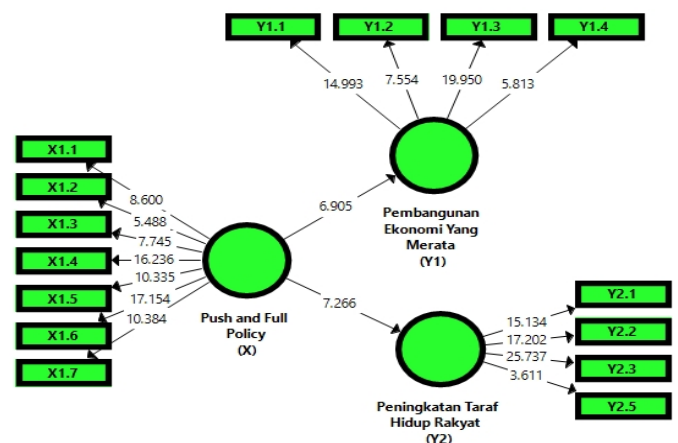 Y1.1 Y1.2 Y1.3 Y1.4
14.993 7.554 19.950 5.813
X1.1
X1.2
X1.3
X1.4
X1.5
X1.6
X1.7
8.600
5.488
7.745
16.236
10.335
17.154
10.384
Push and Full
Policy
(X)
6.905
7.266
Pembangunan
Ekonomi Yang
Merata
(Y1)
15.134
17.202
25.737
3.611
Y2.1
Y2.2
Y2.3
Y2.5
Peningkatan Taraf
Hidup Rakyat
(Y2)